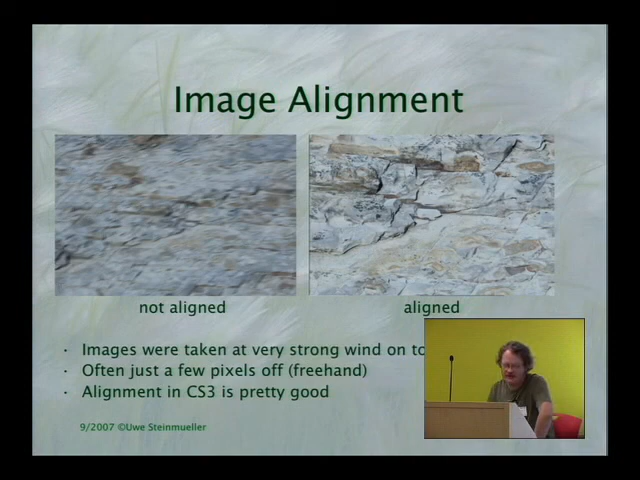 Image Alignment
not aligned
aligned
· Images were taken at very strong wind on
· Often just a few pixels off (freehand)
· Alignment in CS3 is pretty good
9/2007 ©Uwe Steinmueller